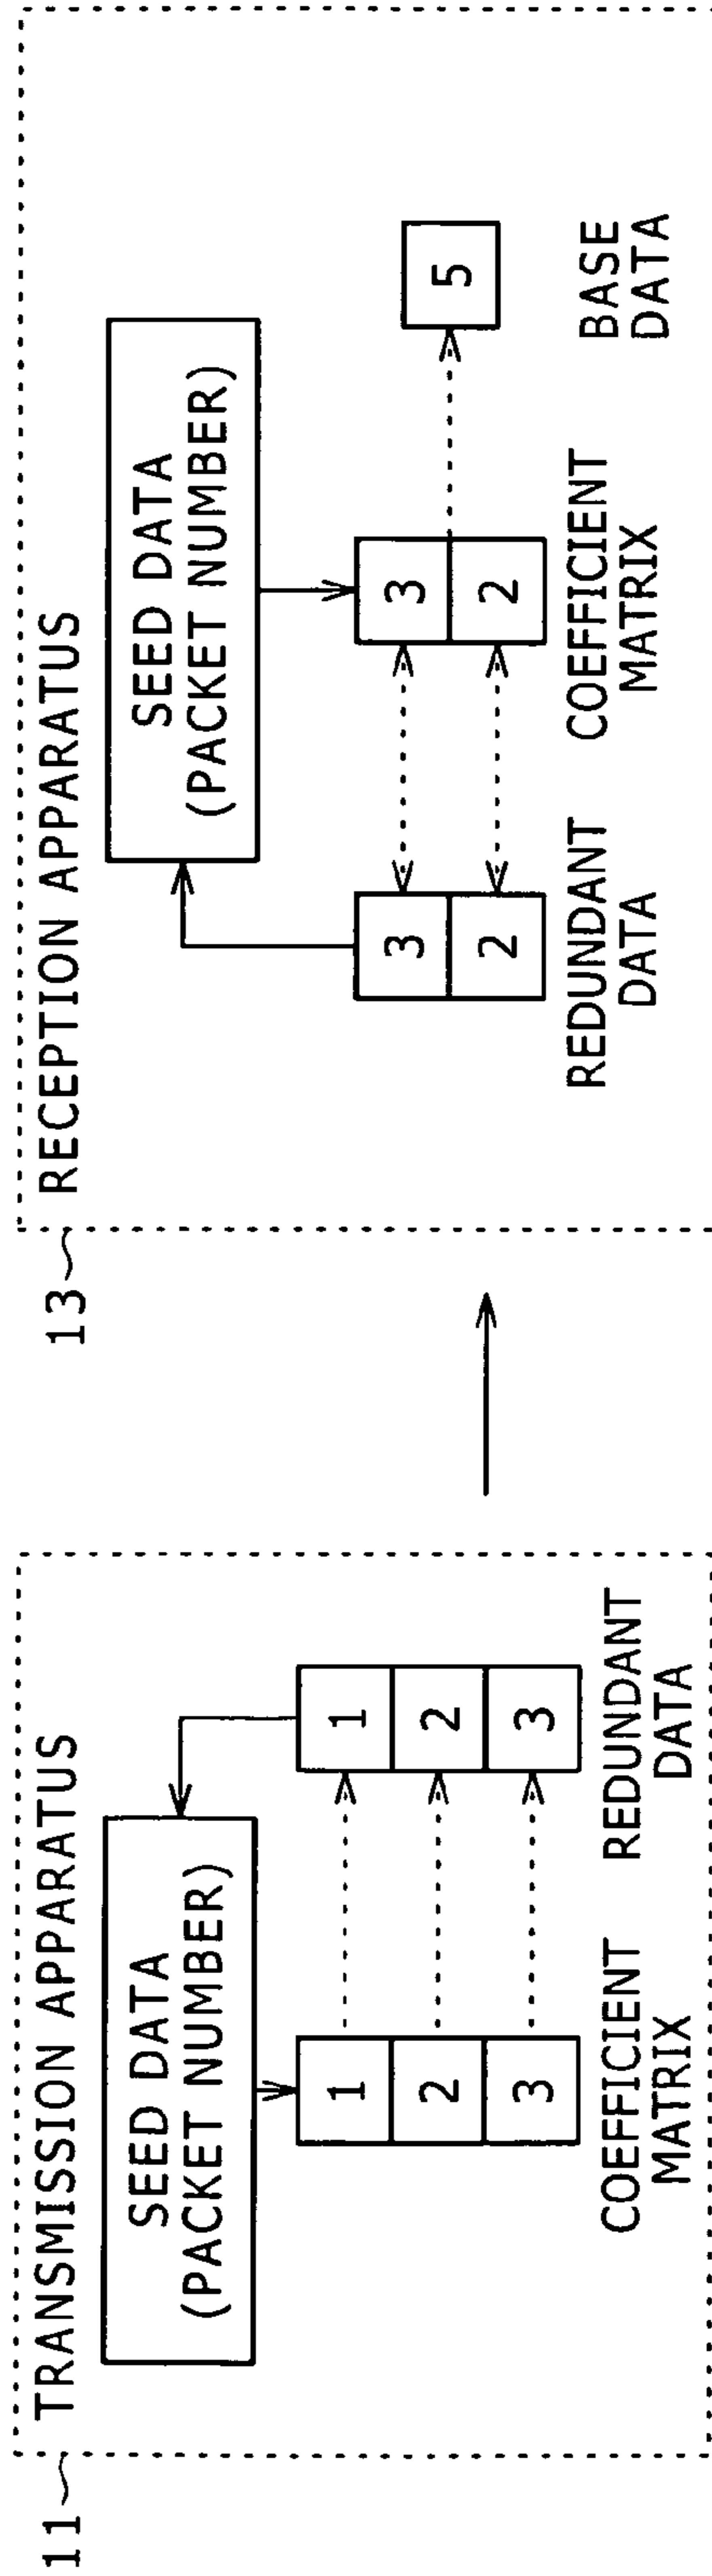 11
TRANSMISSION APPARATUS
SEED DATA
(PACKET NUMBER)
1
2
3
COEFFICIENT
MATRIX
1
2
3
REDUNDANT
DATA
13
RECEPTION APPARATUS
SEED DATA
(PACKET NUMBER)
3
2
REDUNDANT
DATA
3
2
COEFFICIENT
MATRIX
5
BASE
DATA